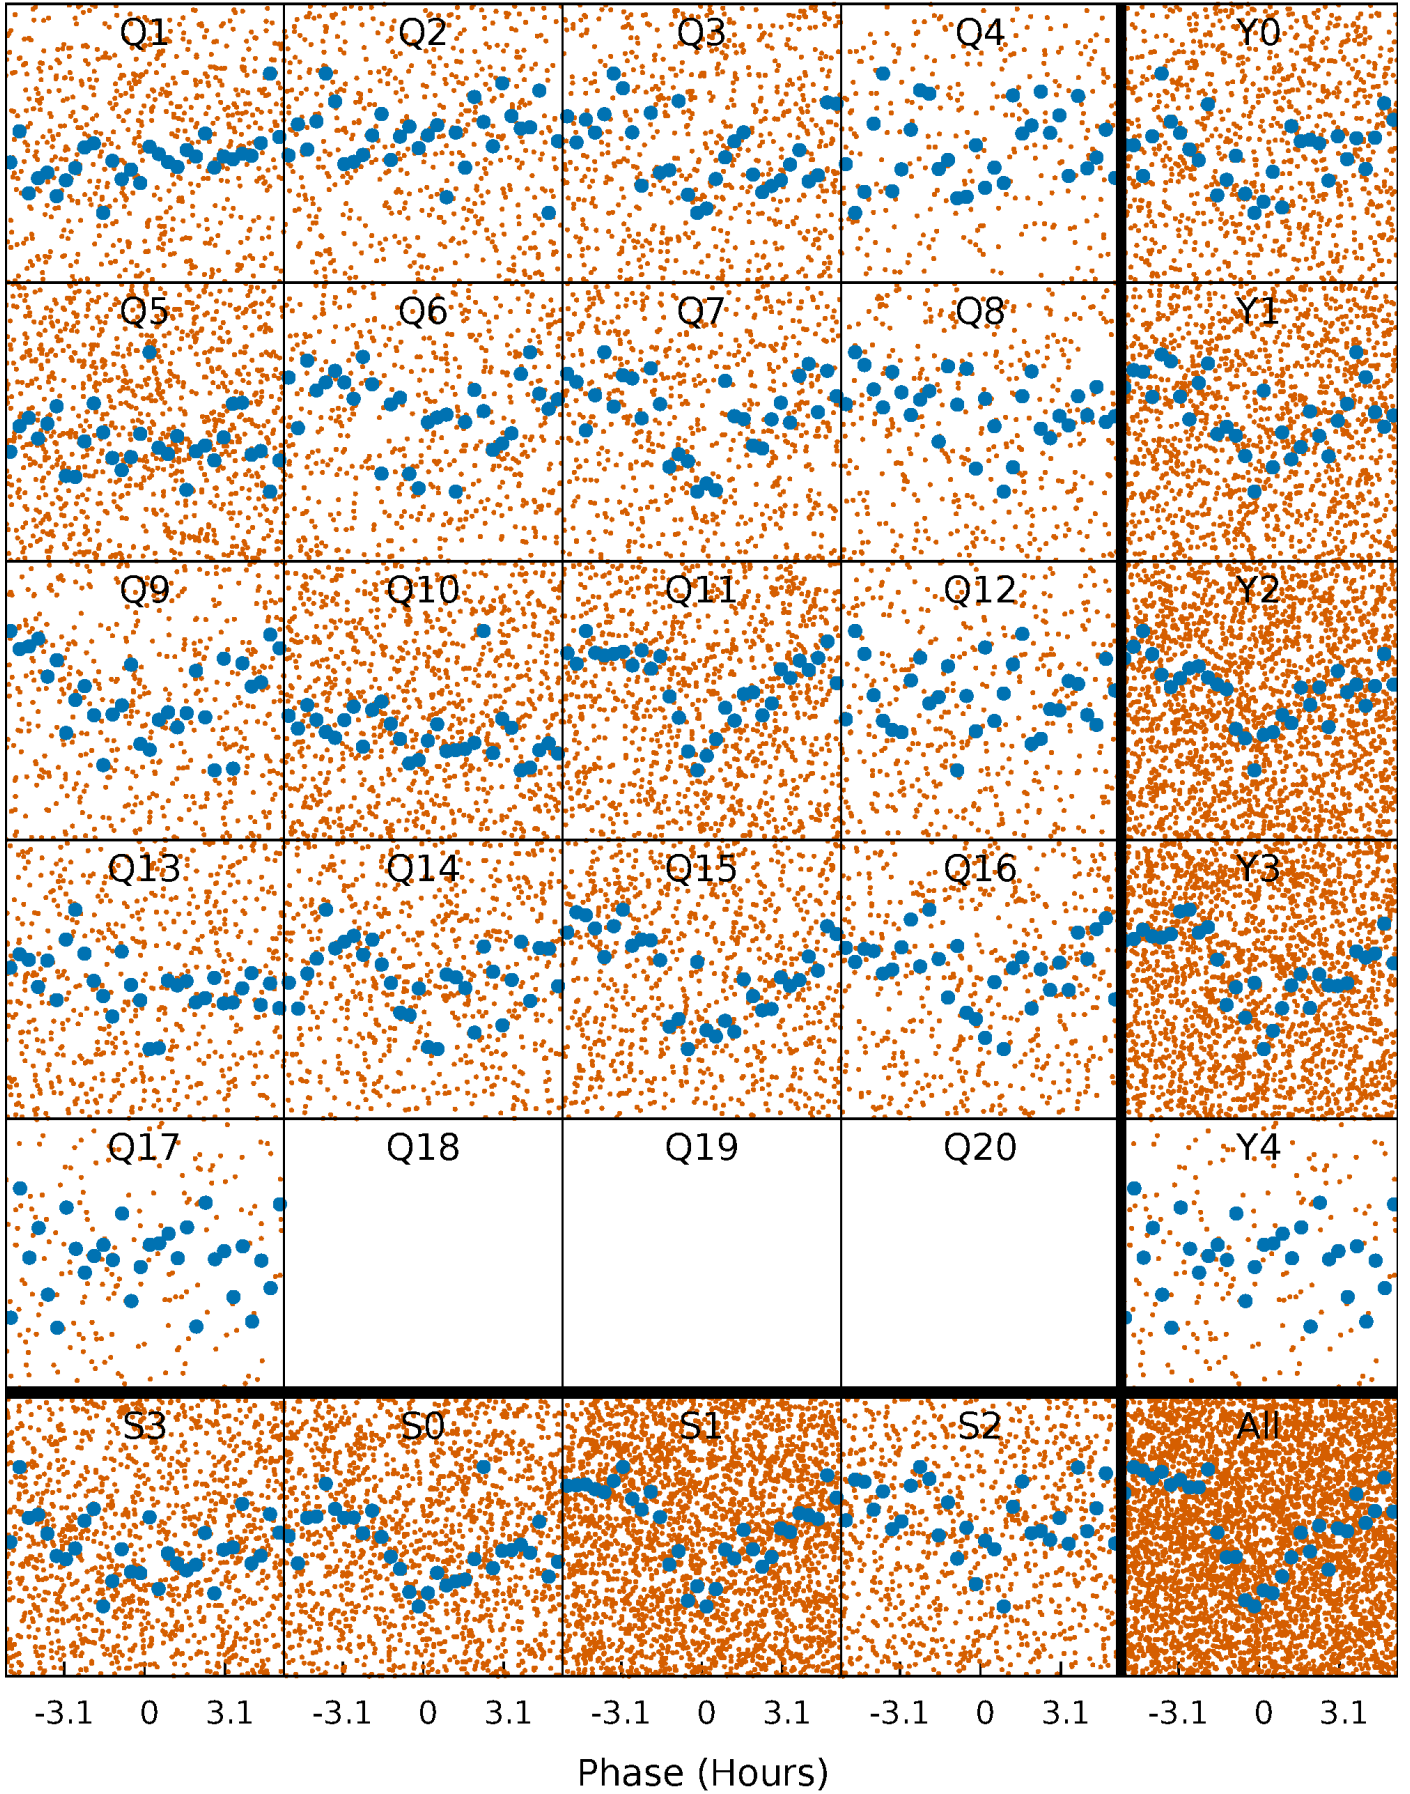 Q1 Q2 Q3 Q4 Y0
Q5 Q6 Q7 Q8 Y1
Q9 Q10 Q11 Q12 Y2
Q13 Q14 Q15 Q16 Y3
Q17 Q18 Q19 Q20 Y4
S3 S0 S1 S2 All
-3.1 0 3.1 -3.1 0 3.1 -3.1 0 3.1 -3.1 0 3.1 -3.1 0 3.1
Phase (Hours)